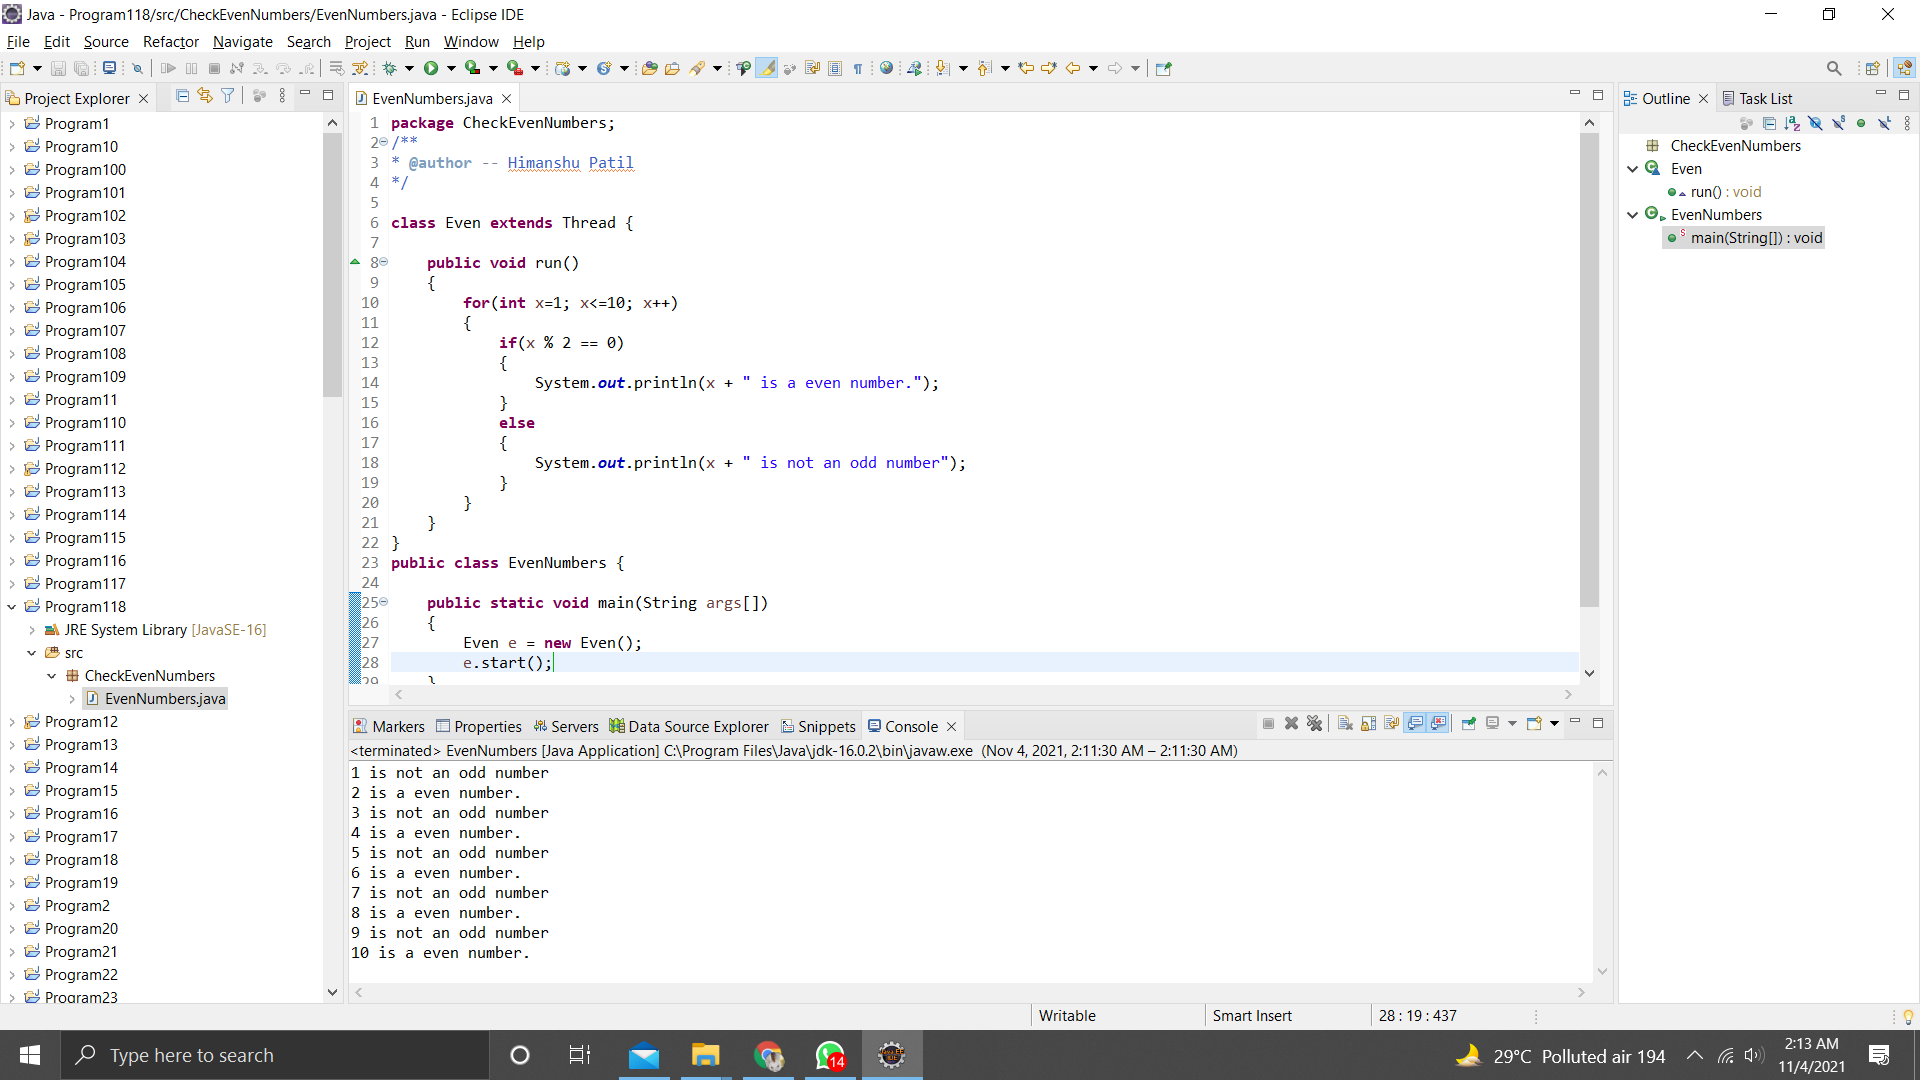 Java - Program118/src/CheckEvenNumbers/EvenNumbers.java - Eclipse IDE
File Edit Source Refactor Navigate Search Project Run Window Help
Project Explorer
Program1
Program10
Program100
Program101
Program102
Program103
Program104
Program105
Program106
Program107
Program108
Program109
Program11
Program110
Program111
Program112
Program113
Program114
Program115
Program116
Program117
Program118
JRE System Library [JavaSE-16]
src
CheckEvenNumbers
EvenNumbers.java
Program12
Program13
Program14
Program15
Program16
Program17
Program18
Program19
Program2
Program20
Program21
Program22
Program23
EvenNumbers.java
1 package CheckEvenNumbers;
2 /**
3 * @author -- Himanshu Patil
4 */
5
6 class Even extends Thread {
7
8 public void run()
9 {
10 for(int x=1; x<=10; x++)
11 {
12 if(x % 2 == 0)
13 {
14 System.out.println(x + " is a even number.");
15 }
16 else
17 {
18 System.out.println(x + " is not an odd number");
19 }
20 }
21 }
22 }
23 public class EvenNumbers {
24
25 public static void main(String args[])
26 {
27 Even e = new Even();
28 e.start();
29 }
Markers Properties Servers Data Source Explorer Snippets Console
<terminated> EvenNumbers [Java Application] C:\Program Files\Java\jdk-16.0.2\bin\javaw.exe (Nov 4, 2021, 2:11:30 AM – 2:11:30 AM)
1 is not an odd number
2 is a even number.
3 is not an odd number
4 is a even number.
5 is not an odd number
6 is a even number.
7 is not an odd number
8 is a even number.
9 is not an odd number
10 is a even number.
Outline Task List
CheckEvenNumbers
Even
run() : void
EvenNumbers
main(String[]) : void
Writable Smart Insert 28 : 19 : 437
Type here to search
14
29°C Polluted air 194
2:13 AM
11/4/2021